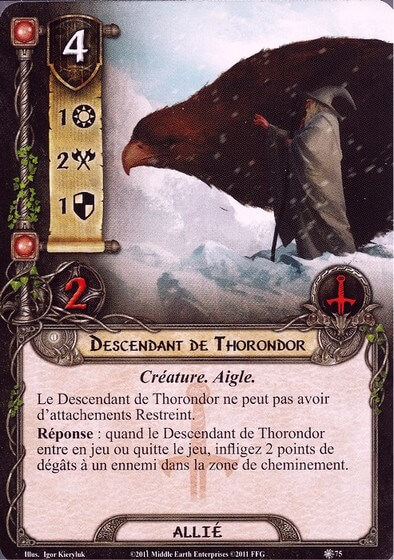 4
1
2
1
2
DESCENDANT DE THORONDOR
Créature. Aigle.
Le Descendant de Thorondor ne peut pas avoir
d'attachements Restreint.
Réponse : quand le Descendant de Thorondor
entre en jeu ou quitte le jeu, infligez 2 points de
dégâts à un ennemi dans la zone de cheminement.
ALLIÉ
Illus. Igor Kieryluk ©2011 Middle Earth Enterprises ©2011 FFG 75